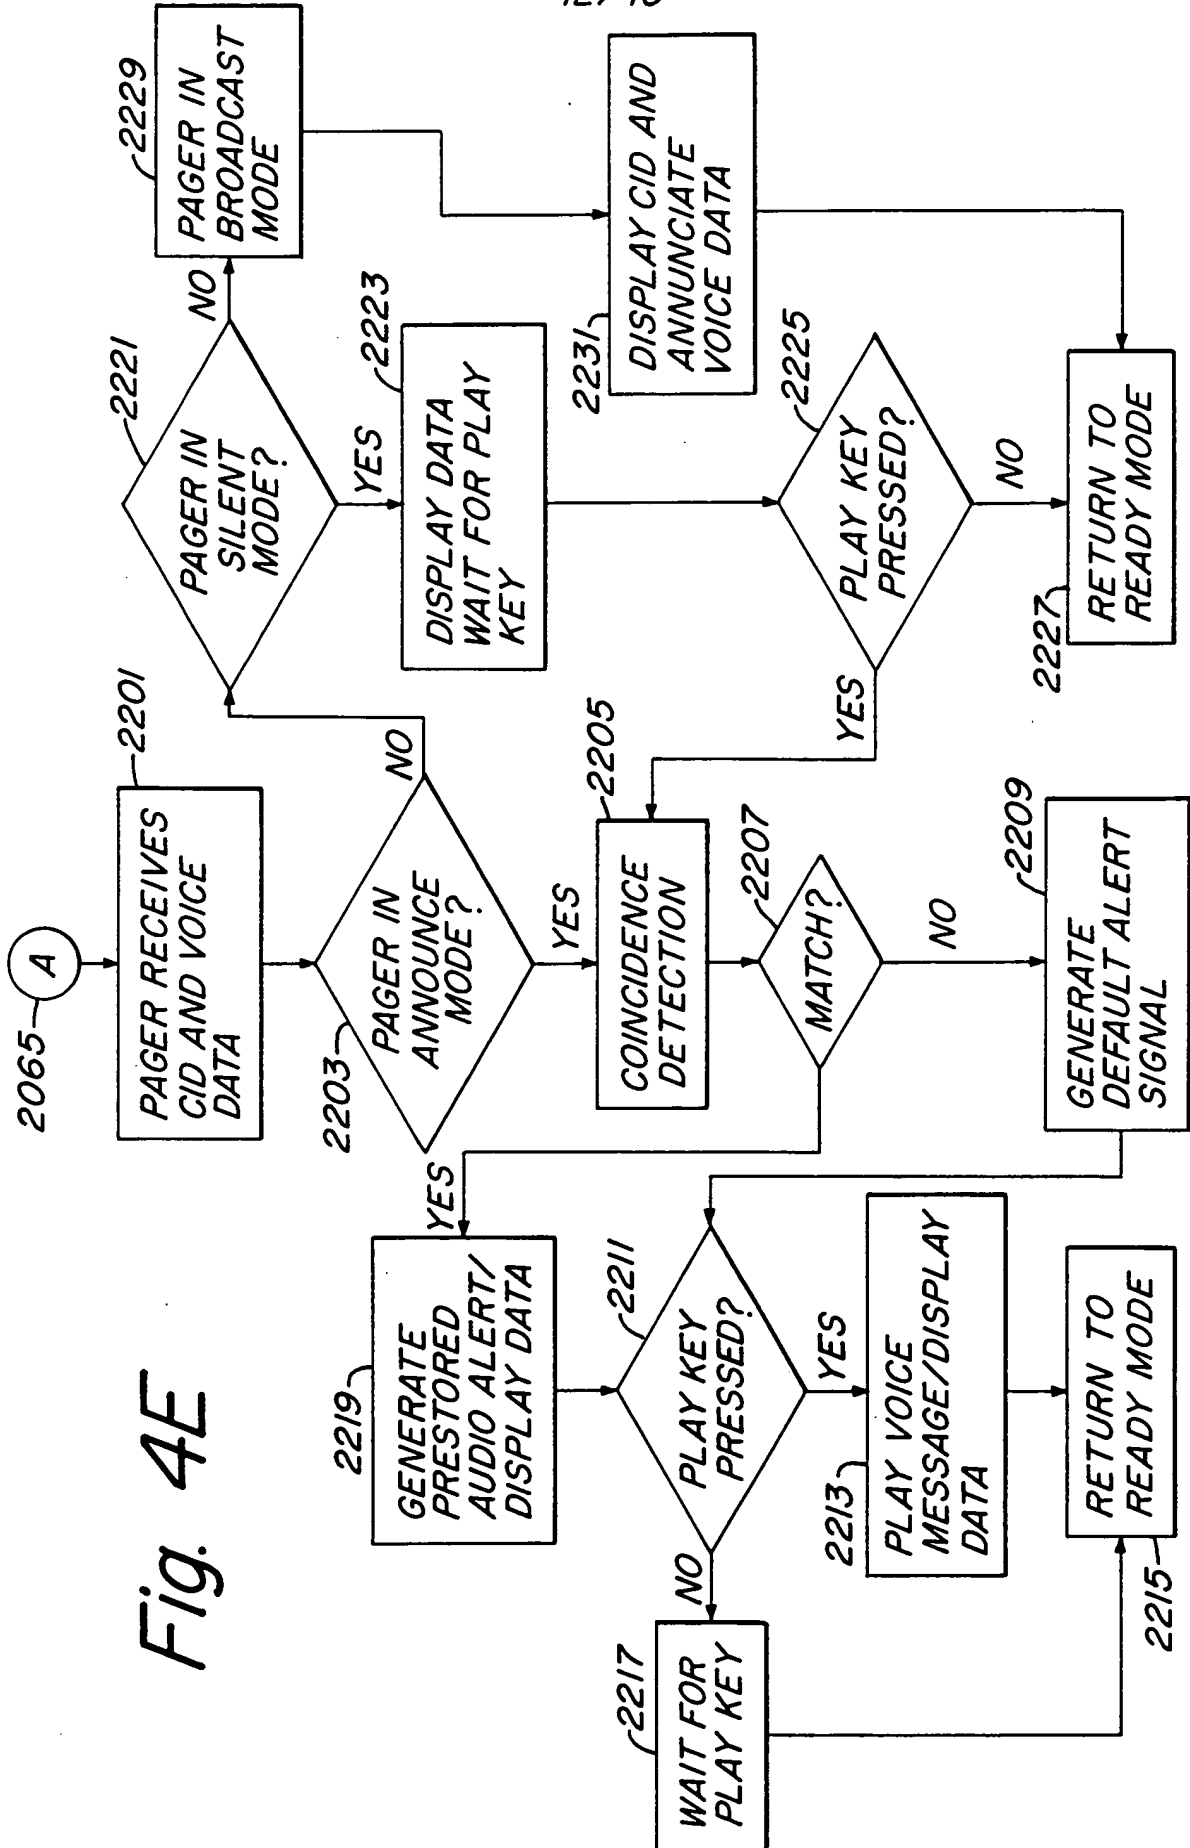 Fig. 4E
2065
A
2201
PAGER RECEIVES
CID AND VOICE
DATA
2203
PAGER IN
ANNOUNCE
MODE?
NO
YES
2221
PAGER IN
SILENT
MODE?
NO
YES
2229
PAGER IN
BROADCAST
MODE
2223
DISPLAY DATA
WAIT FOR PLAY
KEY
2231
DISPLAY CID AND
ANNUNCIATE
VOICE DATA
2225
PLAY KEY
PRESSED?
YES
NO
2227
RETURN TO
READY MODE
2205
COINCIDENCE
DETECTION
2207
MATCH?
YES
NO
2209
GENERATE
DEFAULT ALERT
SIGNAL
2219
GENERATE
PRESTORED
AUDIO ALERT/
DISPLAY DATA
2211
PLAY KEY
PRESSED?
NO
YES
2213
PLAY VOICE
MESSAGE/DISPLAY
DATA
2217
WAIT FOR
PLAY KEY
2215
RETURN TO
READY MODE